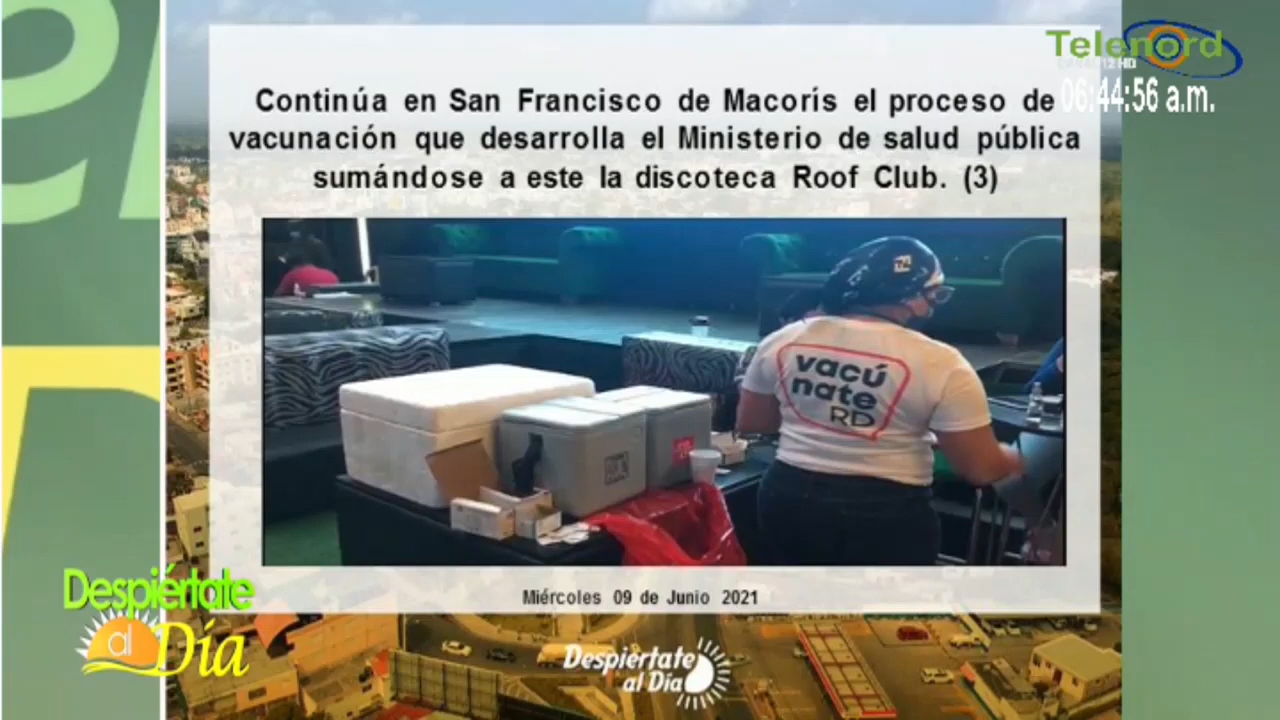 Telenord
06:44:56 a.m.
Continúa en San Francisco de Macorís el proceso de
vacunación que desarrolla el Ministerio de salud pública
sumándose a este la discoteca Roof Club. (3)
vacú
nate
RD
Miércoles 09 de Junio 2021
Despiértate
al Día
Despiértate
al Día